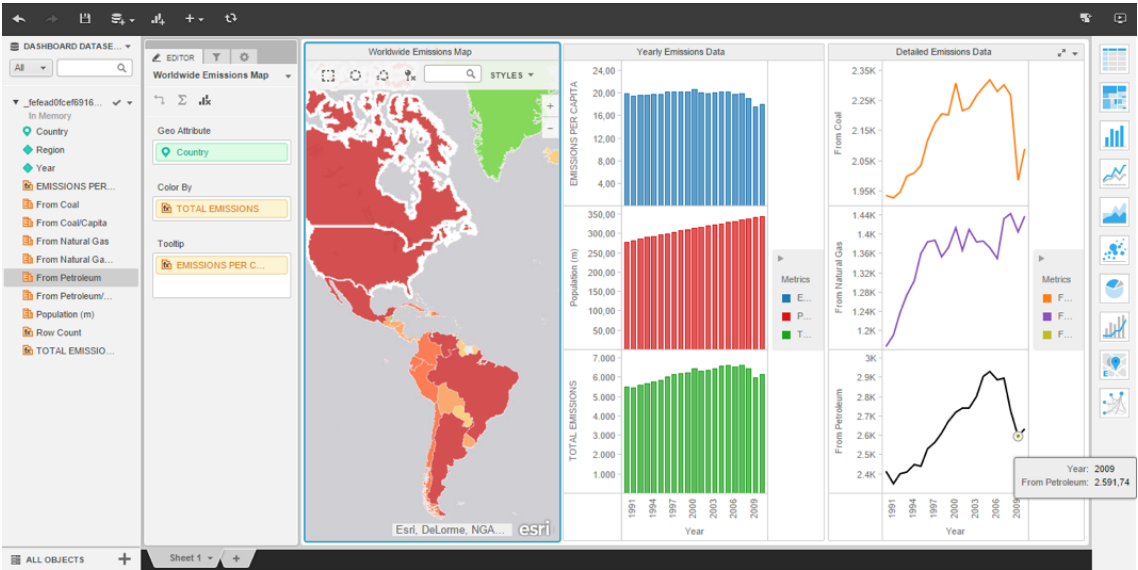 DASHBOARD DATASE...
All
_fefead0fcef6916...
In Memory
Country
Region
Year
EMISSIONS PER...
From Coal
From Coal/Capita
From Natural Gas
From Natural Ga...
From Petroleum
From Petroleum/...
Population (m)
Row Count
TOTAL EMISSIO...
ALL OBJECTS
EDITOR
Worldwide Emissions Map
Geo Attribute
Country
Color By
TOTAL EMISSIONS
Tooltip
EMISSIONS PER C...
Worldwide Emissions Map
STYLES
Esri, DeLorme, NGA...
esri
Yearly Emissions Data
EMISSIONS PER CAPITA
24,00
20,00
16,00
12,00
8,00
4,00
Population (m)
350,00
300,00
250,00
200,00
150,00
100,00
50,00
TOTAL EMISSIONS
7.000
6.000
5.000
4.000
3.000
2.000
1.000
1991
1994
1997
2000
2003
2006
2009
Year
Metrics
E...
P...
T...
Detailed Emissions Data
From Coal
2.35K
2.25K
2.15K
2.05K
1.95K
From Natural Gas
1.44K
1.4K
1.36K
1.32K
1.28K
1.24K
1.2K
From Petroleum
3K
2.9K
2.8K
2.7K
2.6K
2.5K
2.4K
1991
1994
1997
2000
2003
2006
2009
Year
Metrics
F...
F...
F...
Year: 2009
From Petroleum: 2.591,74
Sheet 1